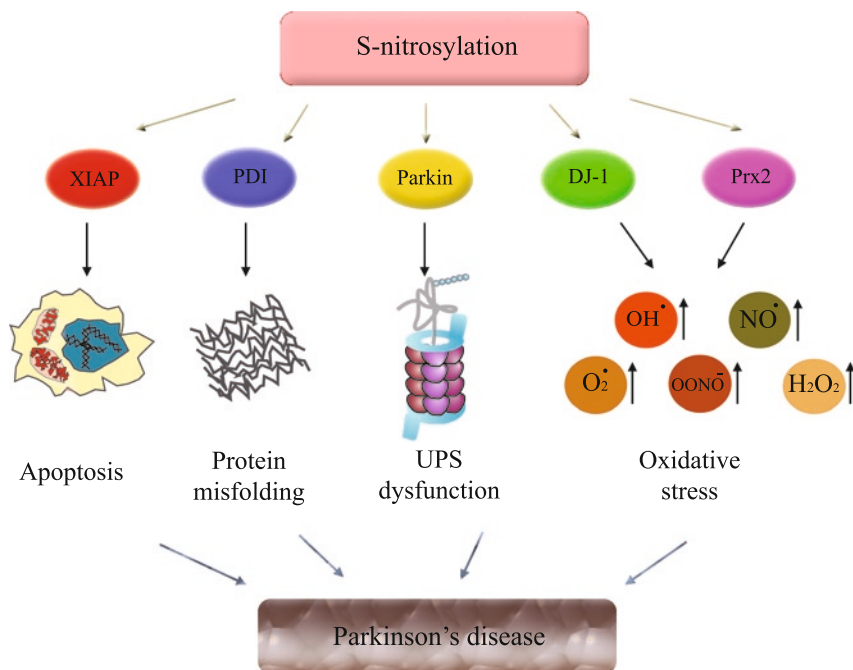 S-nitrosylation
XIAP
PDI
Parkin
DJ-1
Prx2
OH•
NO•
O₂•
OONŌ
H₂O₂
Apoptosis
Protein
misfolding
UPS
dysfunction
Oxidative
stress
Parkinson’s disease